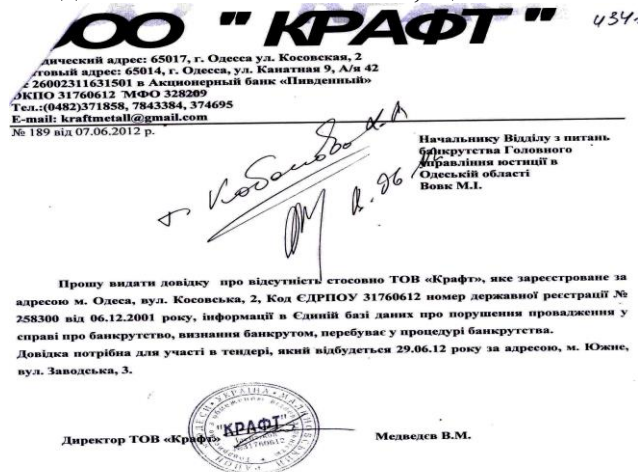 ООО "КРАФТ"
434
дический адрес: 65017, г. Одесса ул. Косовская, 2
товый адрес: 65014, г. Одесса, ул. Канатная 9, А/я 42
26002311631501 в Акционерный банк «Пивденный»
ОКПО 31760612 МФО 328209
Тел.:(0482)371858, 7843384, 374695
E-mail: kraftmetall@gmail.com
№ 189 від 07.06.2012 р.
Начальнику Відділу з питань
банкрутства Головного
управління юстиції в
Одеській області
Вовк М.І.
Прошу видати довідку про відсутність стосовно ТОВ «Крафт», яке зареєстроване за
адресою м. Одеса, вул. Косовська, 2, Код ЄДРПОУ 31760612 номер державної реєстрації №
258300 від 06.12.2001 року, інформації в Єдиній базі даних про порушення провадження у
справі про банкрутство, визнання банкрутом, перебуває у процедурі банкрутства.
Довідка потрібна для участі в тендері, який відбудеться 29.06.12 року за адресою, м. Южне,
вул. Заводська, 3.
УКРАЇНА
"КРАФТ"
31760612
Директор ТОВ «Крафт»
Медведєв В.М.